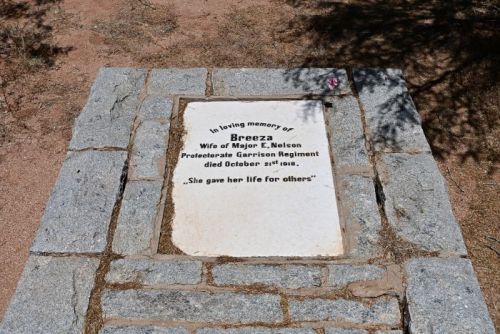 In loving memory of
Breeza
Wife of Major E. Nelson
Protectorate Garrison Regiment
died October 21st 1918.
„She gave her life for others"